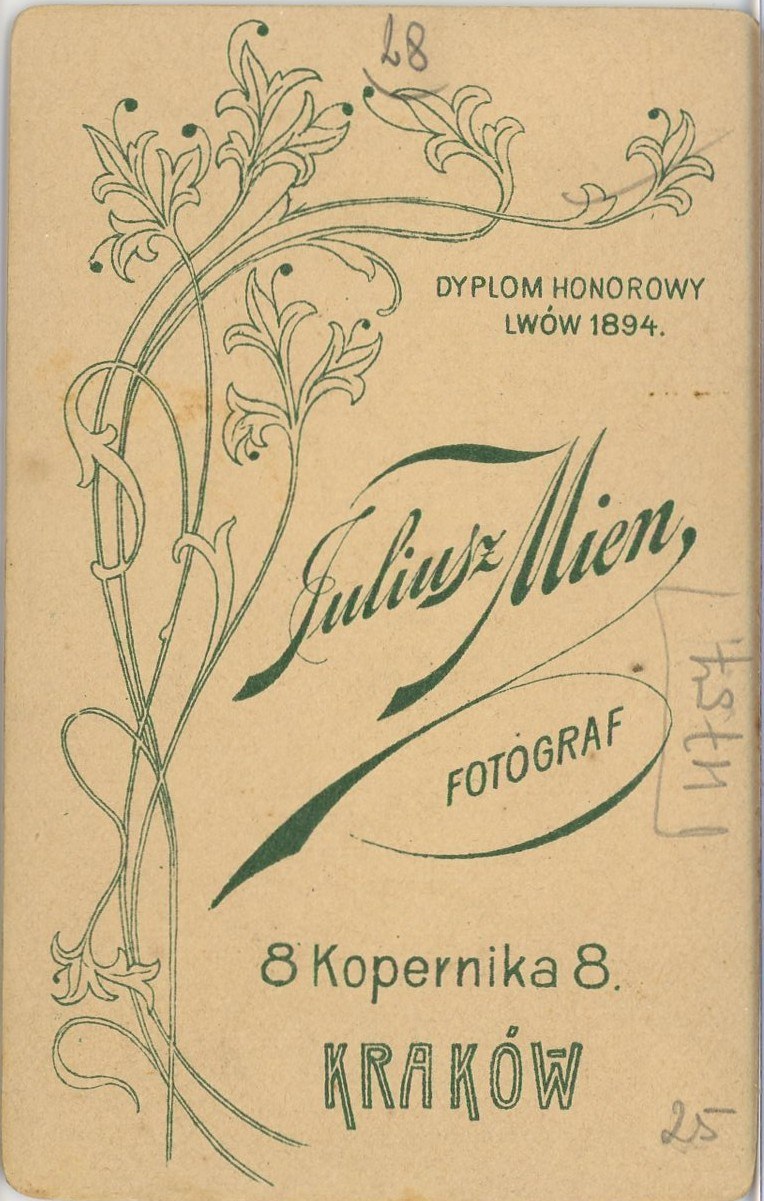 28
DYPLOM HONOROWY
LWÓW 1894.
Juliusz Mien,
FOTOGRAF
8 Kopernika 8.
KRAKÓW
25